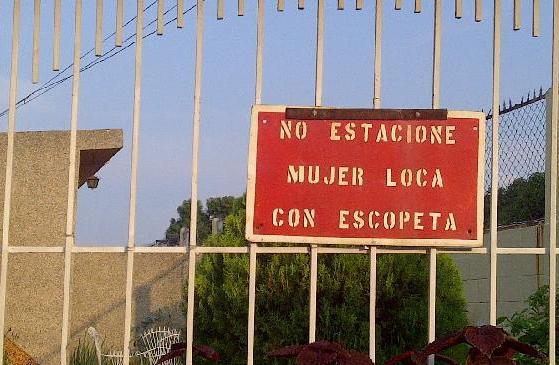 NO ESTACIONE
MUJER LOCA
CON ESCOPETA